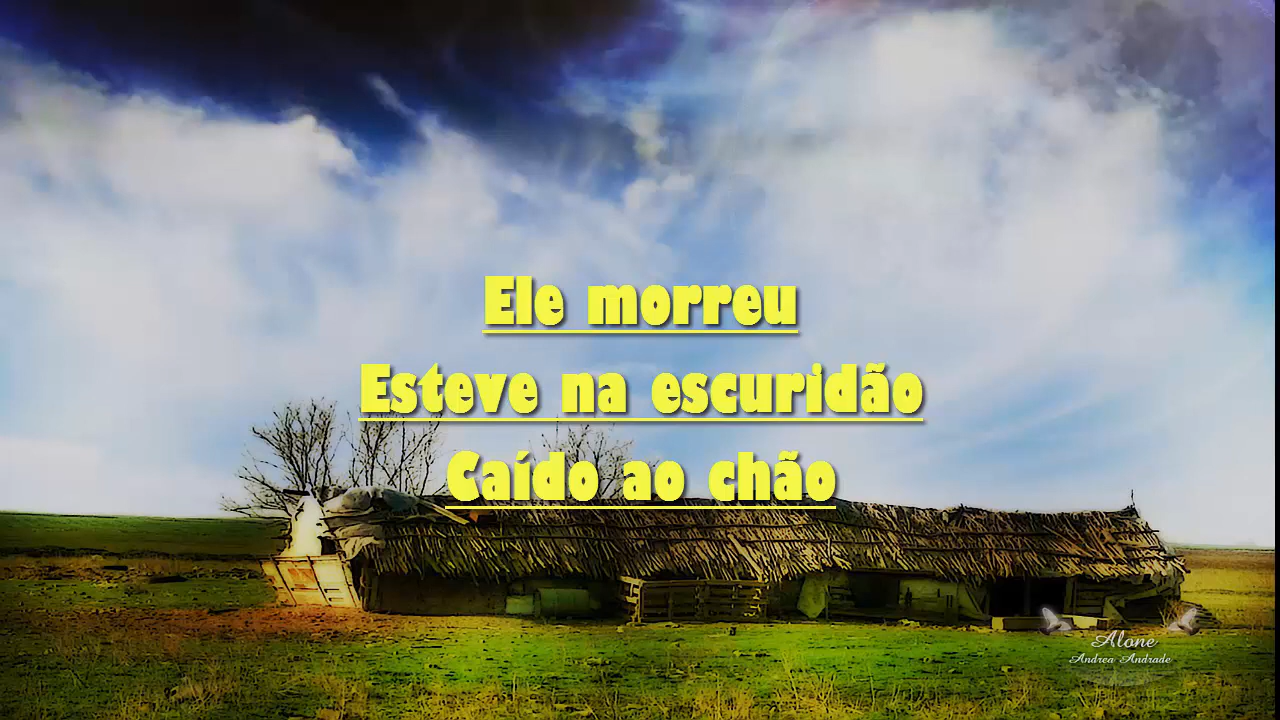 Ele morreu
Esteve na escuridão
Caído ao chão
Alone
Andrea Andrade